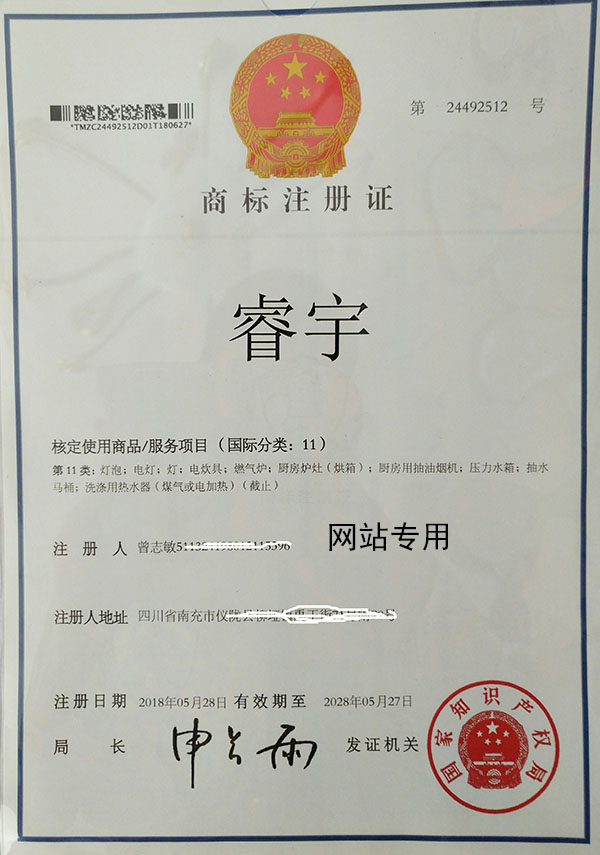 第 24492512 号
*TMZC24492512D01T180627*
商标注册证
睿宇
核定使用商品/服务项目（国际分类：11）
第11类：灯泡；电灯；灯；电炊具；燃气炉；厨房炉灶（烘箱）；厨房用抽油烟机；压力水箱；抽水
马桶；洗涤用热水器（煤气或电加热）（截止）
注册人 曾志敏
网站专用
注册人地址 四川省南充市仪陇县
注册日期 2018年05月28日 有效期至 2028年05月27日
局长 申长雨 发证机关
国家知识产权局